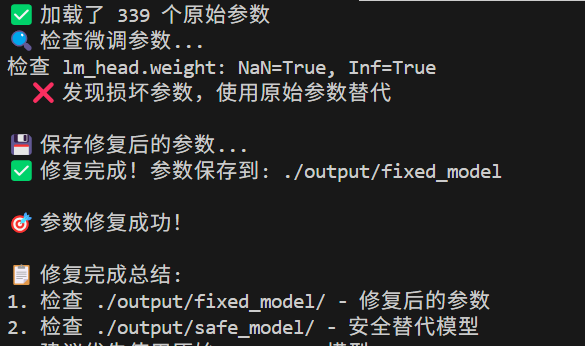 ✅ 加载了 339 个原始参数
🔍 检查微调参数...
检查 lm_head.weight: NaN=True, Inf=True
❌ 发现损坏参数，使用原始参数替代
💾 保存修复后的参数...
✅ 修复完成！参数保存到: ./output/fixed_model
🎯 参数修复成功！
📋 修复完成总结:
1. 检查 ./output/fixed_model/ - 修复后的参数
2. 检查 ./output/safe_model/ - 安全替代模型